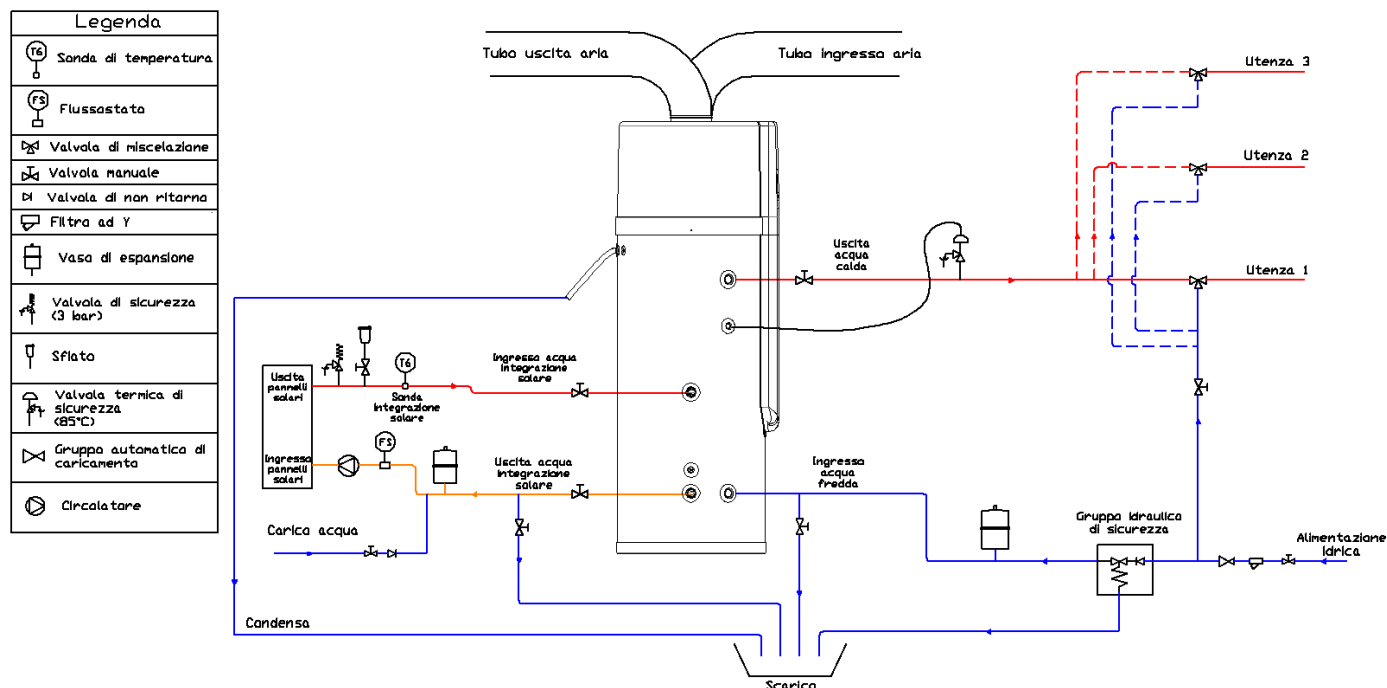 Legenda
TG Sonda di temperatura
FS Flussostato
Valvola di miscelazione
Valvola manuale
Valvola di non ritorno
Filtro ad Y
Vaso di espansione
Valvola di sicurezza
(3 bar)
Sfiato
Valvola termica di
sicurezza
(85°C)
Gruppo automatico di
caricamento
Circolatore
Tubo uscita aria
Tubo ingresso aria
Utenza 3
Utenza 2
Utenza 1
Uscita
acqua
calda
Uscita
pannelli
solari
TG
Sonda
integrazione
solare
Ingresso acqua
integrazione
solare
Ingresso
pannelli
solari
FS
Uscita acqua
integrazione
solare
Ingresso
acqua
fredda
Carica acqua
Gruppo idraulico
di sicurezza
Alimentazione
idrica
Condensa
Scarico